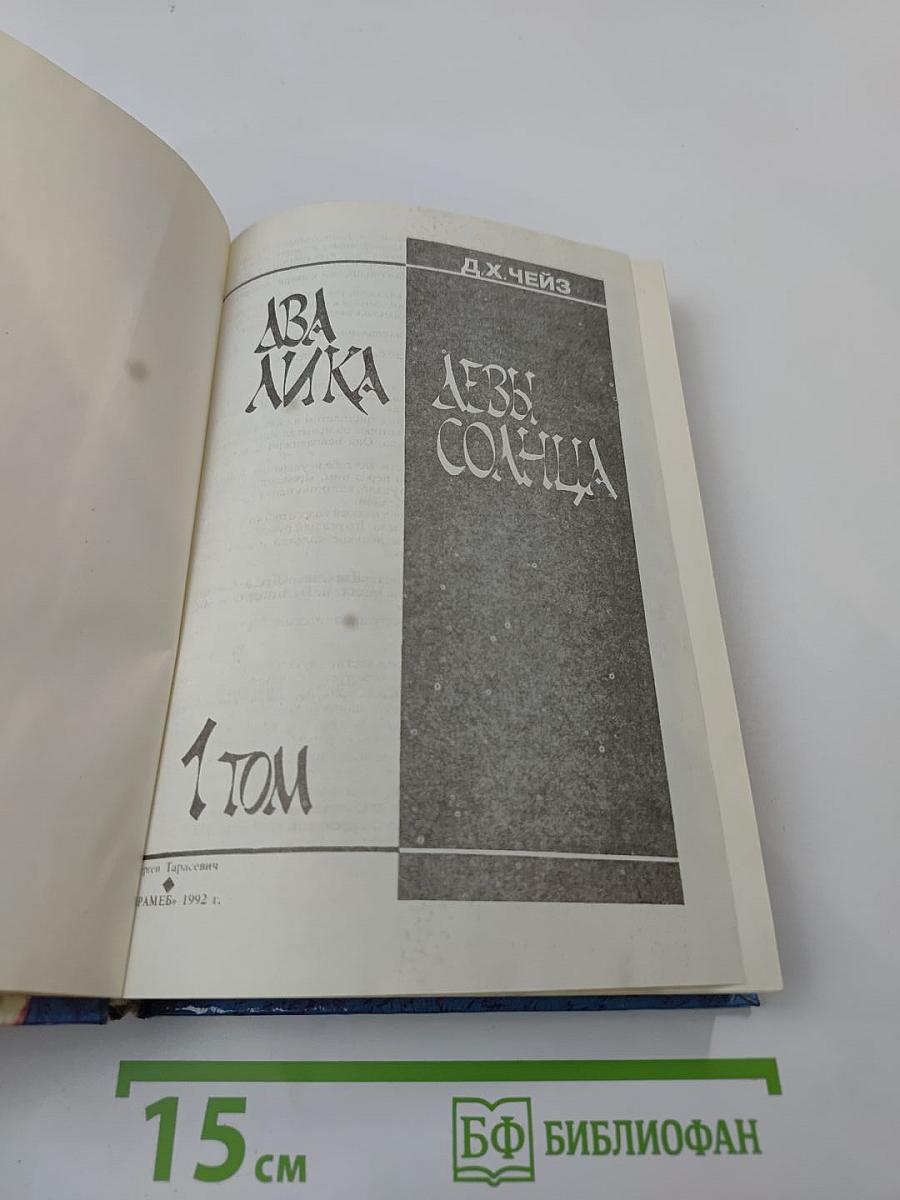 Д.Х.ЧЕЙЗ
ДВА
ЛИКА
ДЕВЫ
СОЛНЦА
1 ТОМ
Тарасевич
1992 г.
15 см
БФ БИБЛИОФАН